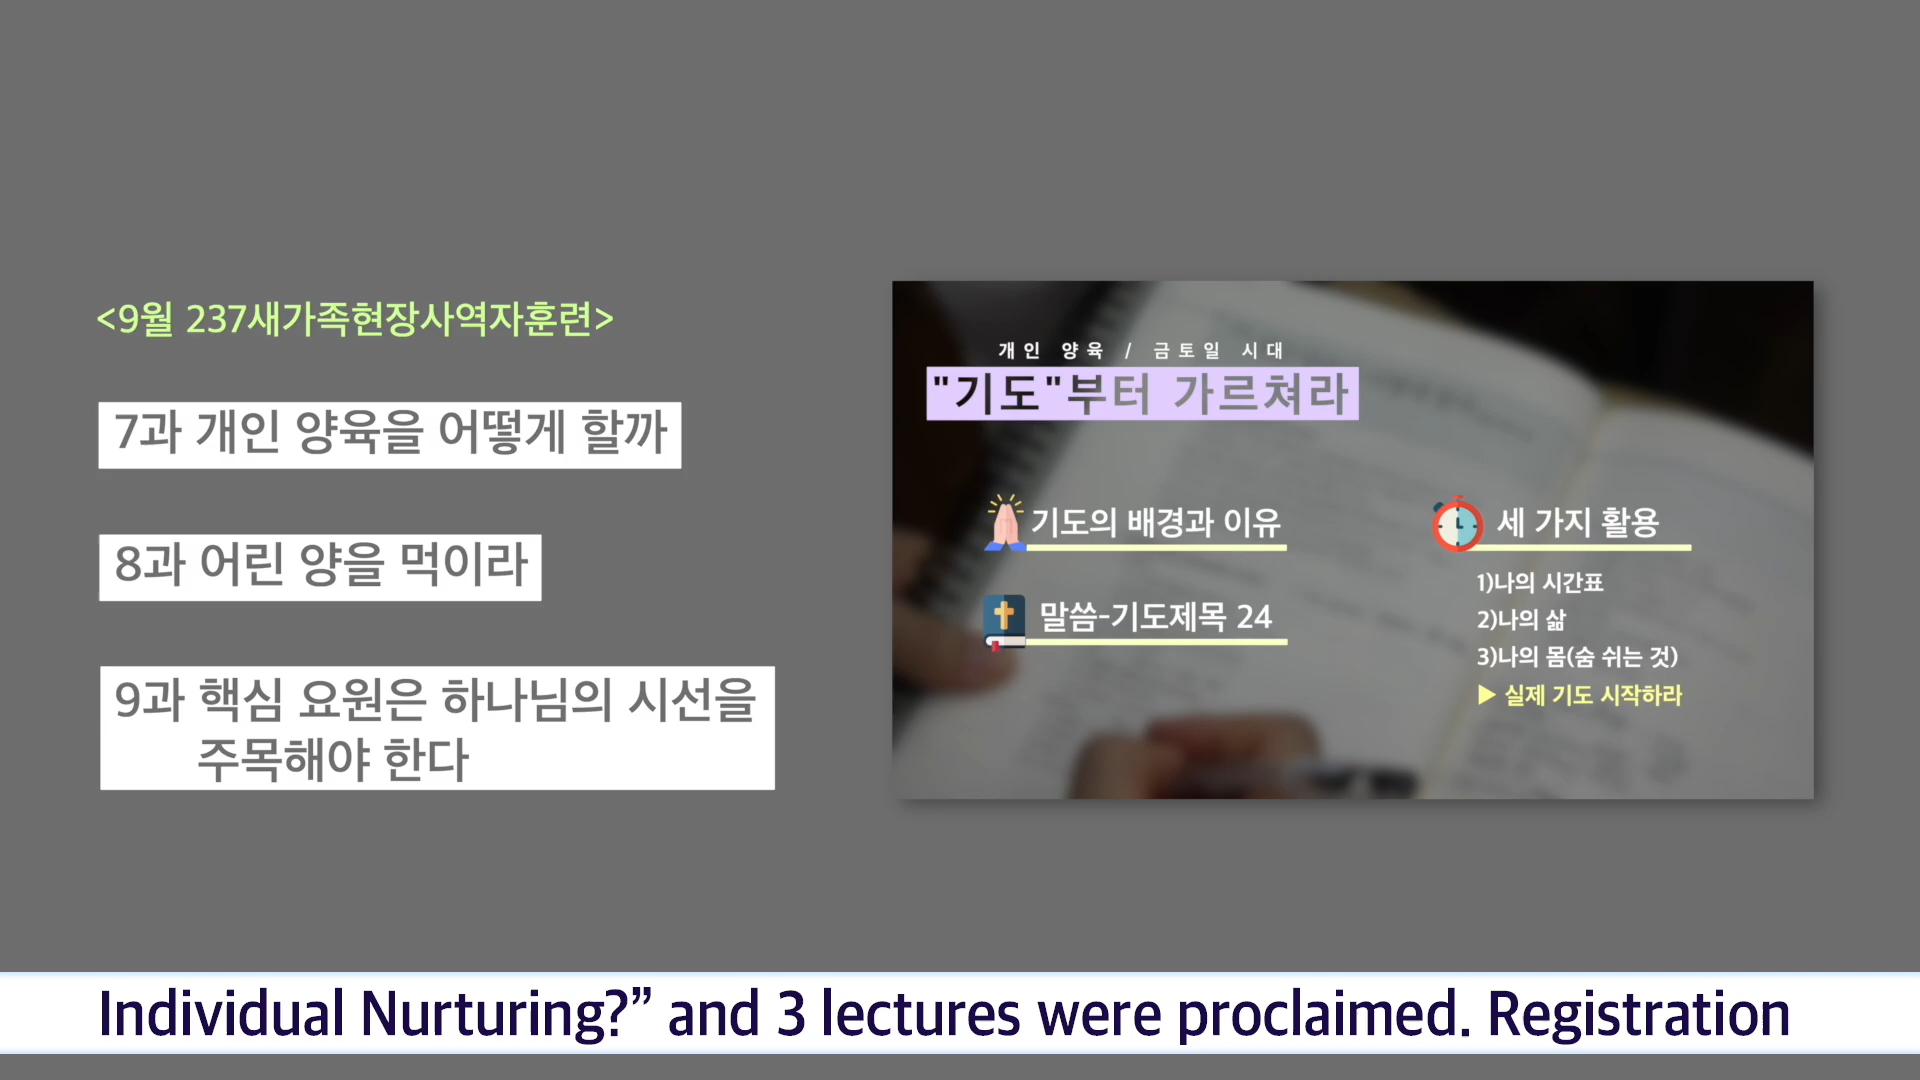 <9월 237새가족현장사역자훈련>
7과 개인 양육을 어떻게 할까
8과 어린 양을 먹이라
9과 핵심 요원은 하나님의 시선을
주목해야 한다
개인 양육 / 금토일 시대
"기도"부터 가르쳐라
기도의 배경과 이유
말씀-기도제목 24
세 가지 활용
1)나의 시간표
2)나의 삶
3)나의 몸(숨 쉬는 것)
▶ 실제 기도 시작하라
Individual Nurturing?” and 3 lectures were proclaimed. Registration